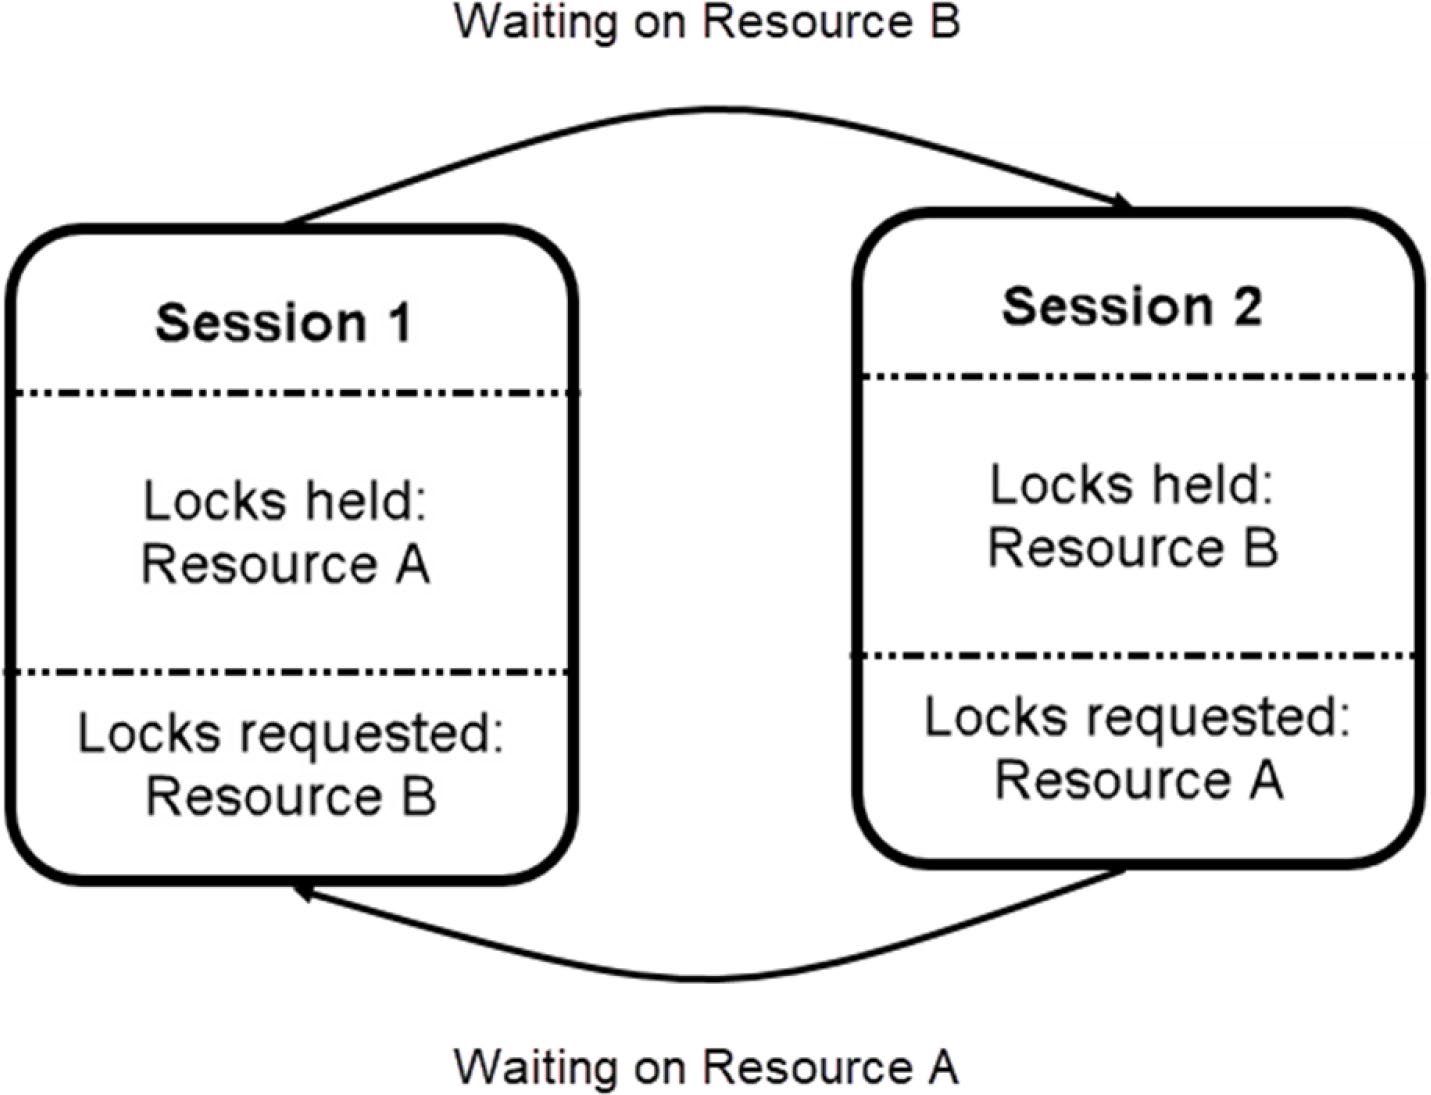 Waiting on Resource B
Session 1
Locks held:
Resource A
Locks requested:
Resource B
Session 2
Locks held:
Resource B
Locks requested:
Resource A
Waiting on Resource A